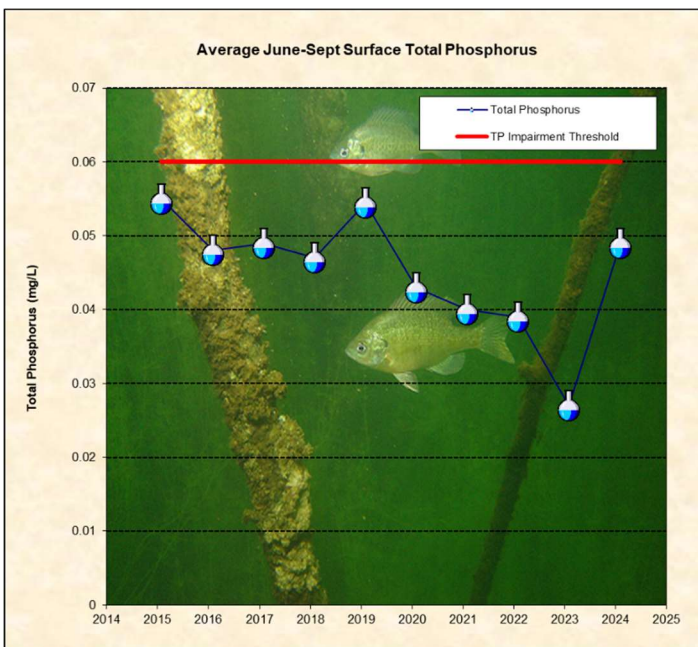 Average June-Sept Surface Total Phosphorus
Total Phosphorus (mg/L)
0.07
0.06
0.05
0.04
0.03
0.02
0.01
0
Total Phosphorus
TP Impairment Threshold
2014 2015 2016 2017 2018 2019 2020 2021 2022 2023 2024 2025